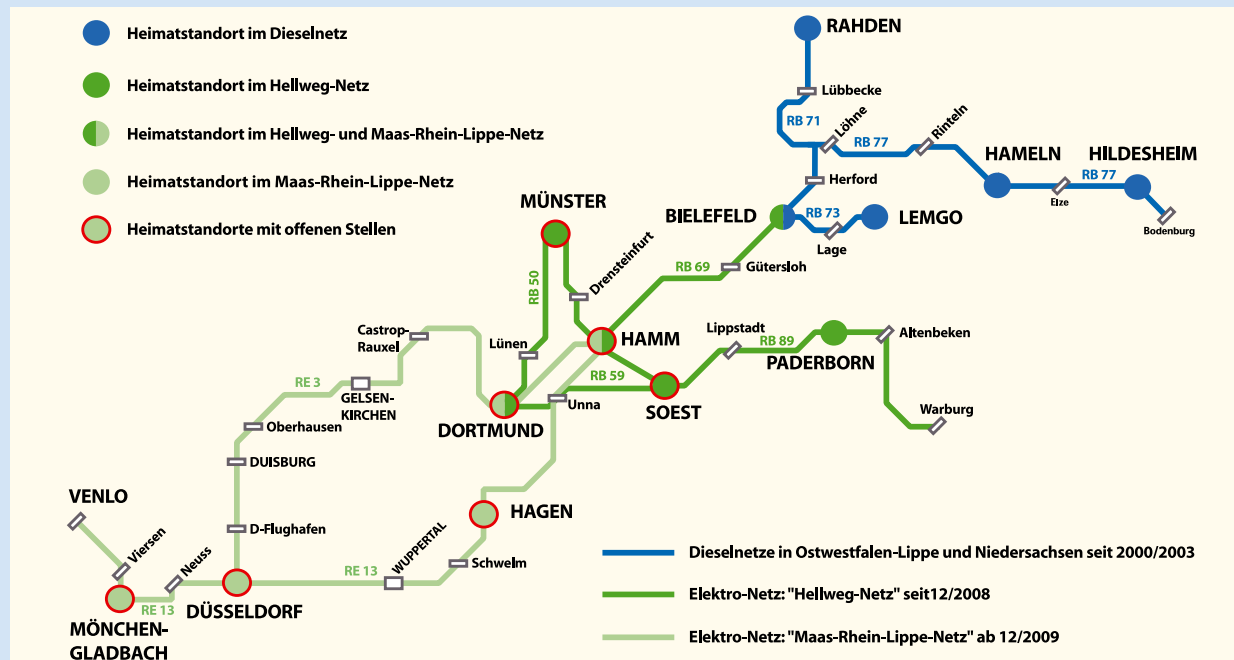 Heimatstandort im Dieselnetz
Heimatstandort im Hellweg-Netz
Heimatstandort im Hellweg- und Maas-Rhein-Lippe-Netz
Heimatstandort im Maas-Rhein-Lippe-Netz
Heimatstandorte mit offenen Stellen
RAHDEN
Lübbecke
RB 71
Löhne
RB 77
Rinteln
HAMELN
HILDESHEIM
RB 77
Elze
Bodenburg
Herford
BIELEFELD
RB 73
LEMGO
Lage
MÜNSTER
Drensteinfurt
RB 69
Gütersloh
RB 50
HAMM
Lippstadt
RB 89
Altenbeken
PADERBORN
Castrop-
Rauxel
Lünen
RB 59
RE 3
GELSEN-
KIRCHEN
Unna
SOEST
Warburg
DORTMUND
Oberhausen
DUISBURG
VENLO
HAGEN
D-Flughafen
Viersen
Neuss
WUPPERTAL
Schwelm
RE 13
RE 13
DÜSSELDORF
MÖNCHEN-
GLADBACH
Dieselnetze in Ostwestfalen-Lippe und Niedersachsen seit 2000/2003
Elektro-Netz: "Hellweg-Netz" seit12/2008
Elektro-Netz: "Maas-Rhein-Lippe-Netz" ab 12/2009